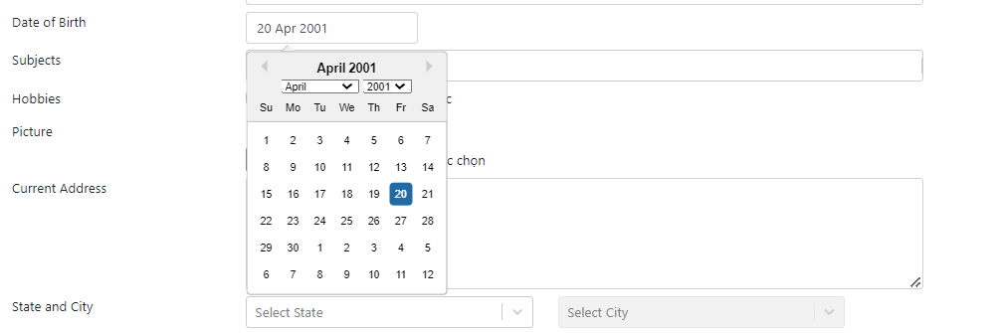 Date of Birth
20 Apr 2001
Subjects
April 2001
April 2001
Hobbies
c
Su Mo Tu We Th Fr Sa
Picture
1 2 3 4 5 6 7
c chọn
8 9 10 11 12 13 14
Current Address
15 16 17 18 19 20 21
22 23 24 25 26 27 28
29 30 1 2 3 4 5
6 7 8 9 10 11 12
State and City
Select State
Select City